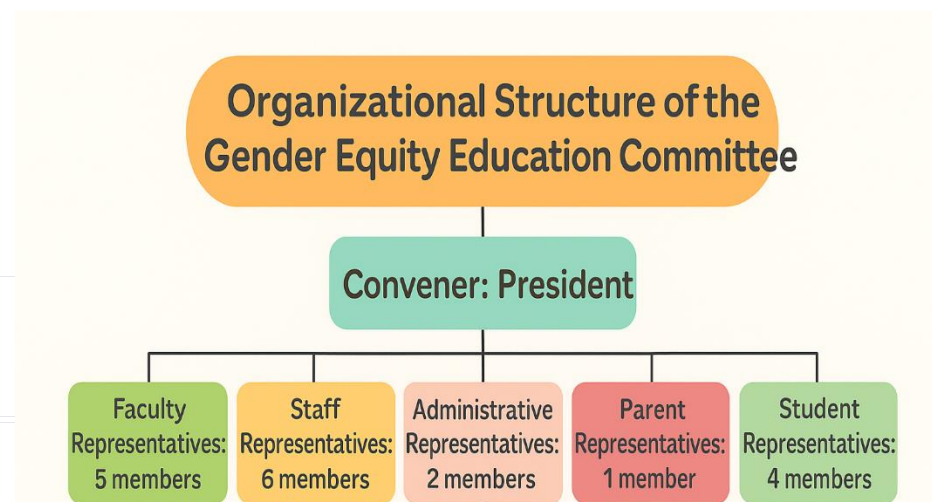 Organizational Structure of the
Gender Equity Education Committee
Convener: President
Faculty
Representatives:
5 members
Staff
Representatives:
6 members
Administrative
Representatives:
2 members
Parent
Representatives:
1 member
Student
Representatives:
4 members